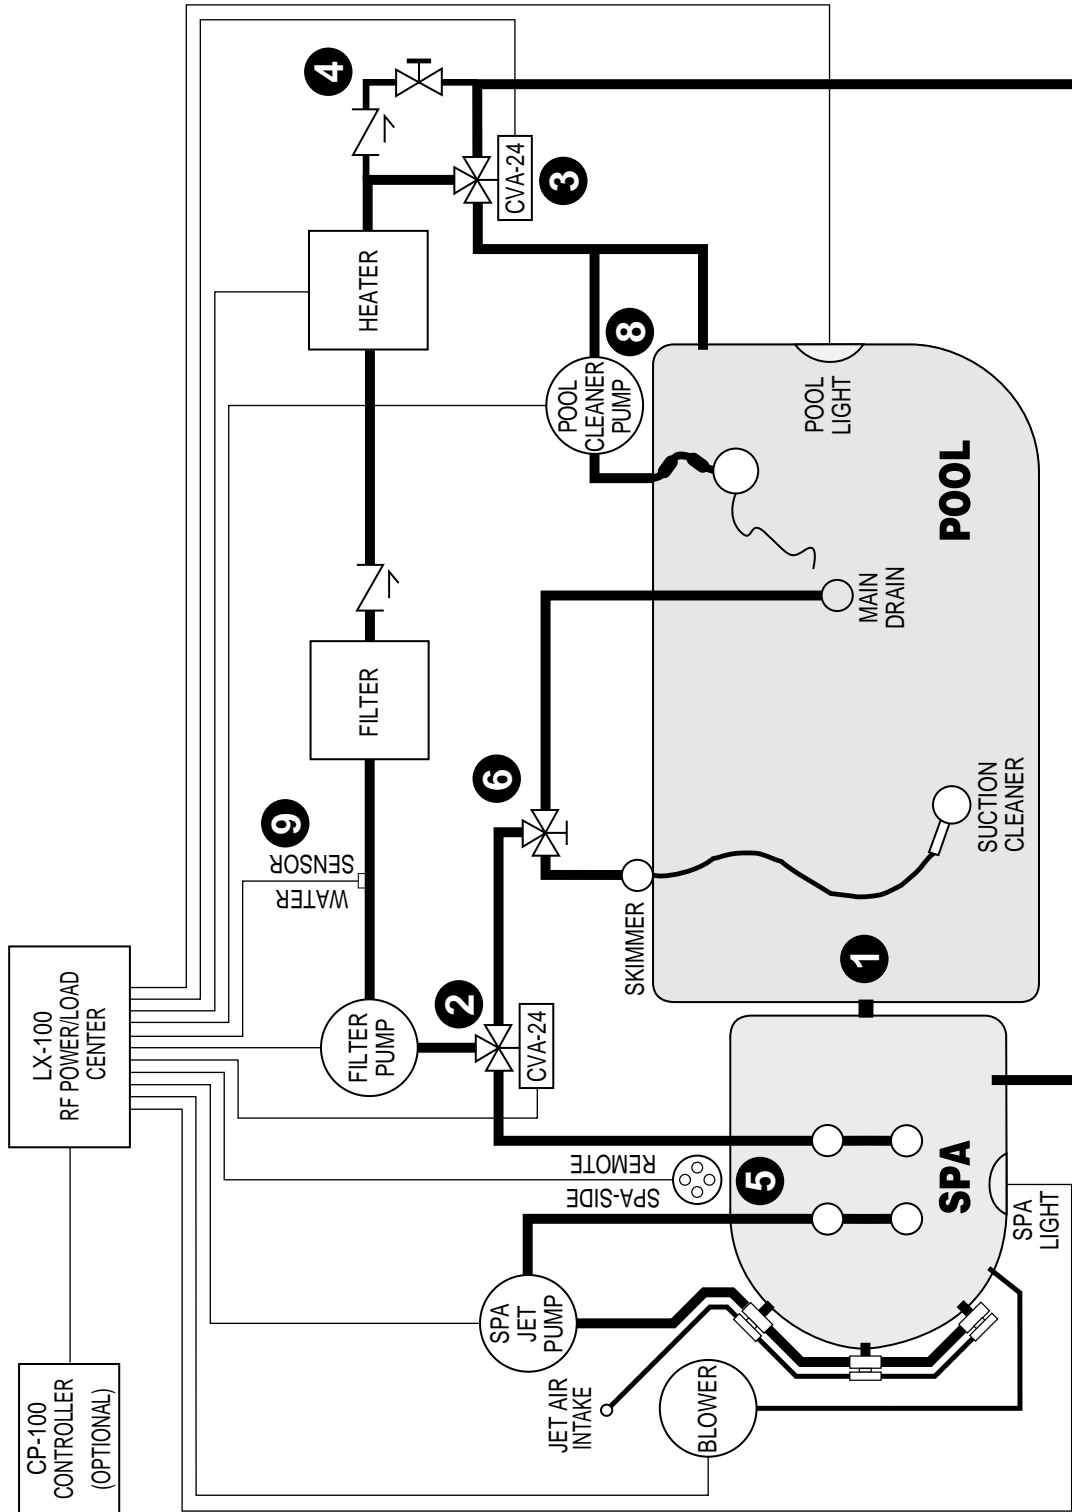 CP-100
CONTROLLER
(OPTIONAL)
LX-100
RF POWER/LOAD
CENTER
BLOWER
JET AIR
INTAKE
SPA
JET
PUMP
SPA-SIDE
REMOTE
5
SPA
SPA
LIGHT
FILTER
PUMP
2
CVA-24
WATER
SENSOR
9
FILTER
6
SKIMMER
1
SUCTION
CLEANER
MAIN
DRAIN
POOL
POOL
LIGHT
POOL
CLEANER
PUMP
8
HEATER
4
CVA-24
3